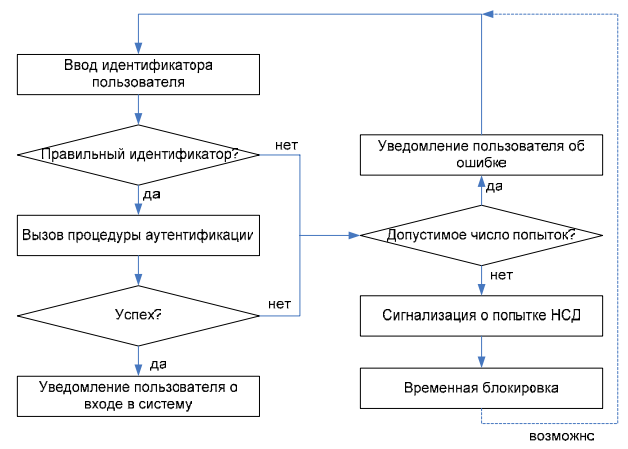 Ввод идентификатора
пользователя
Правильный идентификатор?
нет
да
Вызов процедуры аутентификации
Успех?
нет
да
Уведомление пользователя о
входе в систему
Уведомление пользователя об
ошибке
да
Допустимое число попыток?
нет
Сигнализация о попытке НСД
Временная блокировка
возможнс